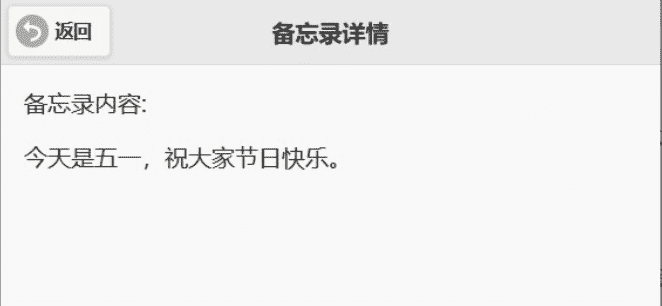 返回
备忘录详情
备忘录内容:
今天是五一，祝大家节日快乐。